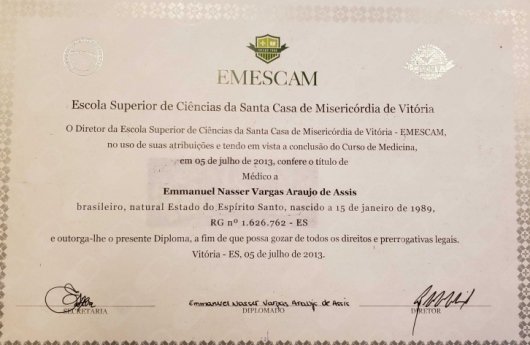 EMESCAM
Escola Superior de Ciências da Santa Casa de Misericórdia de Vitória
O Diretor da Escola Superior de Ciências da Santa Casa de Misericórdia de Vitória - EMESCAM,
no uso de suas atribuições e tendo em vista a conclusão do Curso de Medicina,
em 05 de julho de 2013, confere o título de
Médico a
Emmanuel Nasser Vargas Araujo de Assis
brasileiro, natural Estado do Espírito Santo, nascido a 15 de janeiro de 1989,
RG nº 1.626.762 - ES
e outorga-lhe o presente Diploma, a fim de que possa gozar de todos os direitos e prerrogativas legais.
Vitória - ES, 05 de julho de 2013.
Emmanuel Nasser Vargas Araujo de Assis
SECRETÁRIA DIPLOMADO DIRETOR